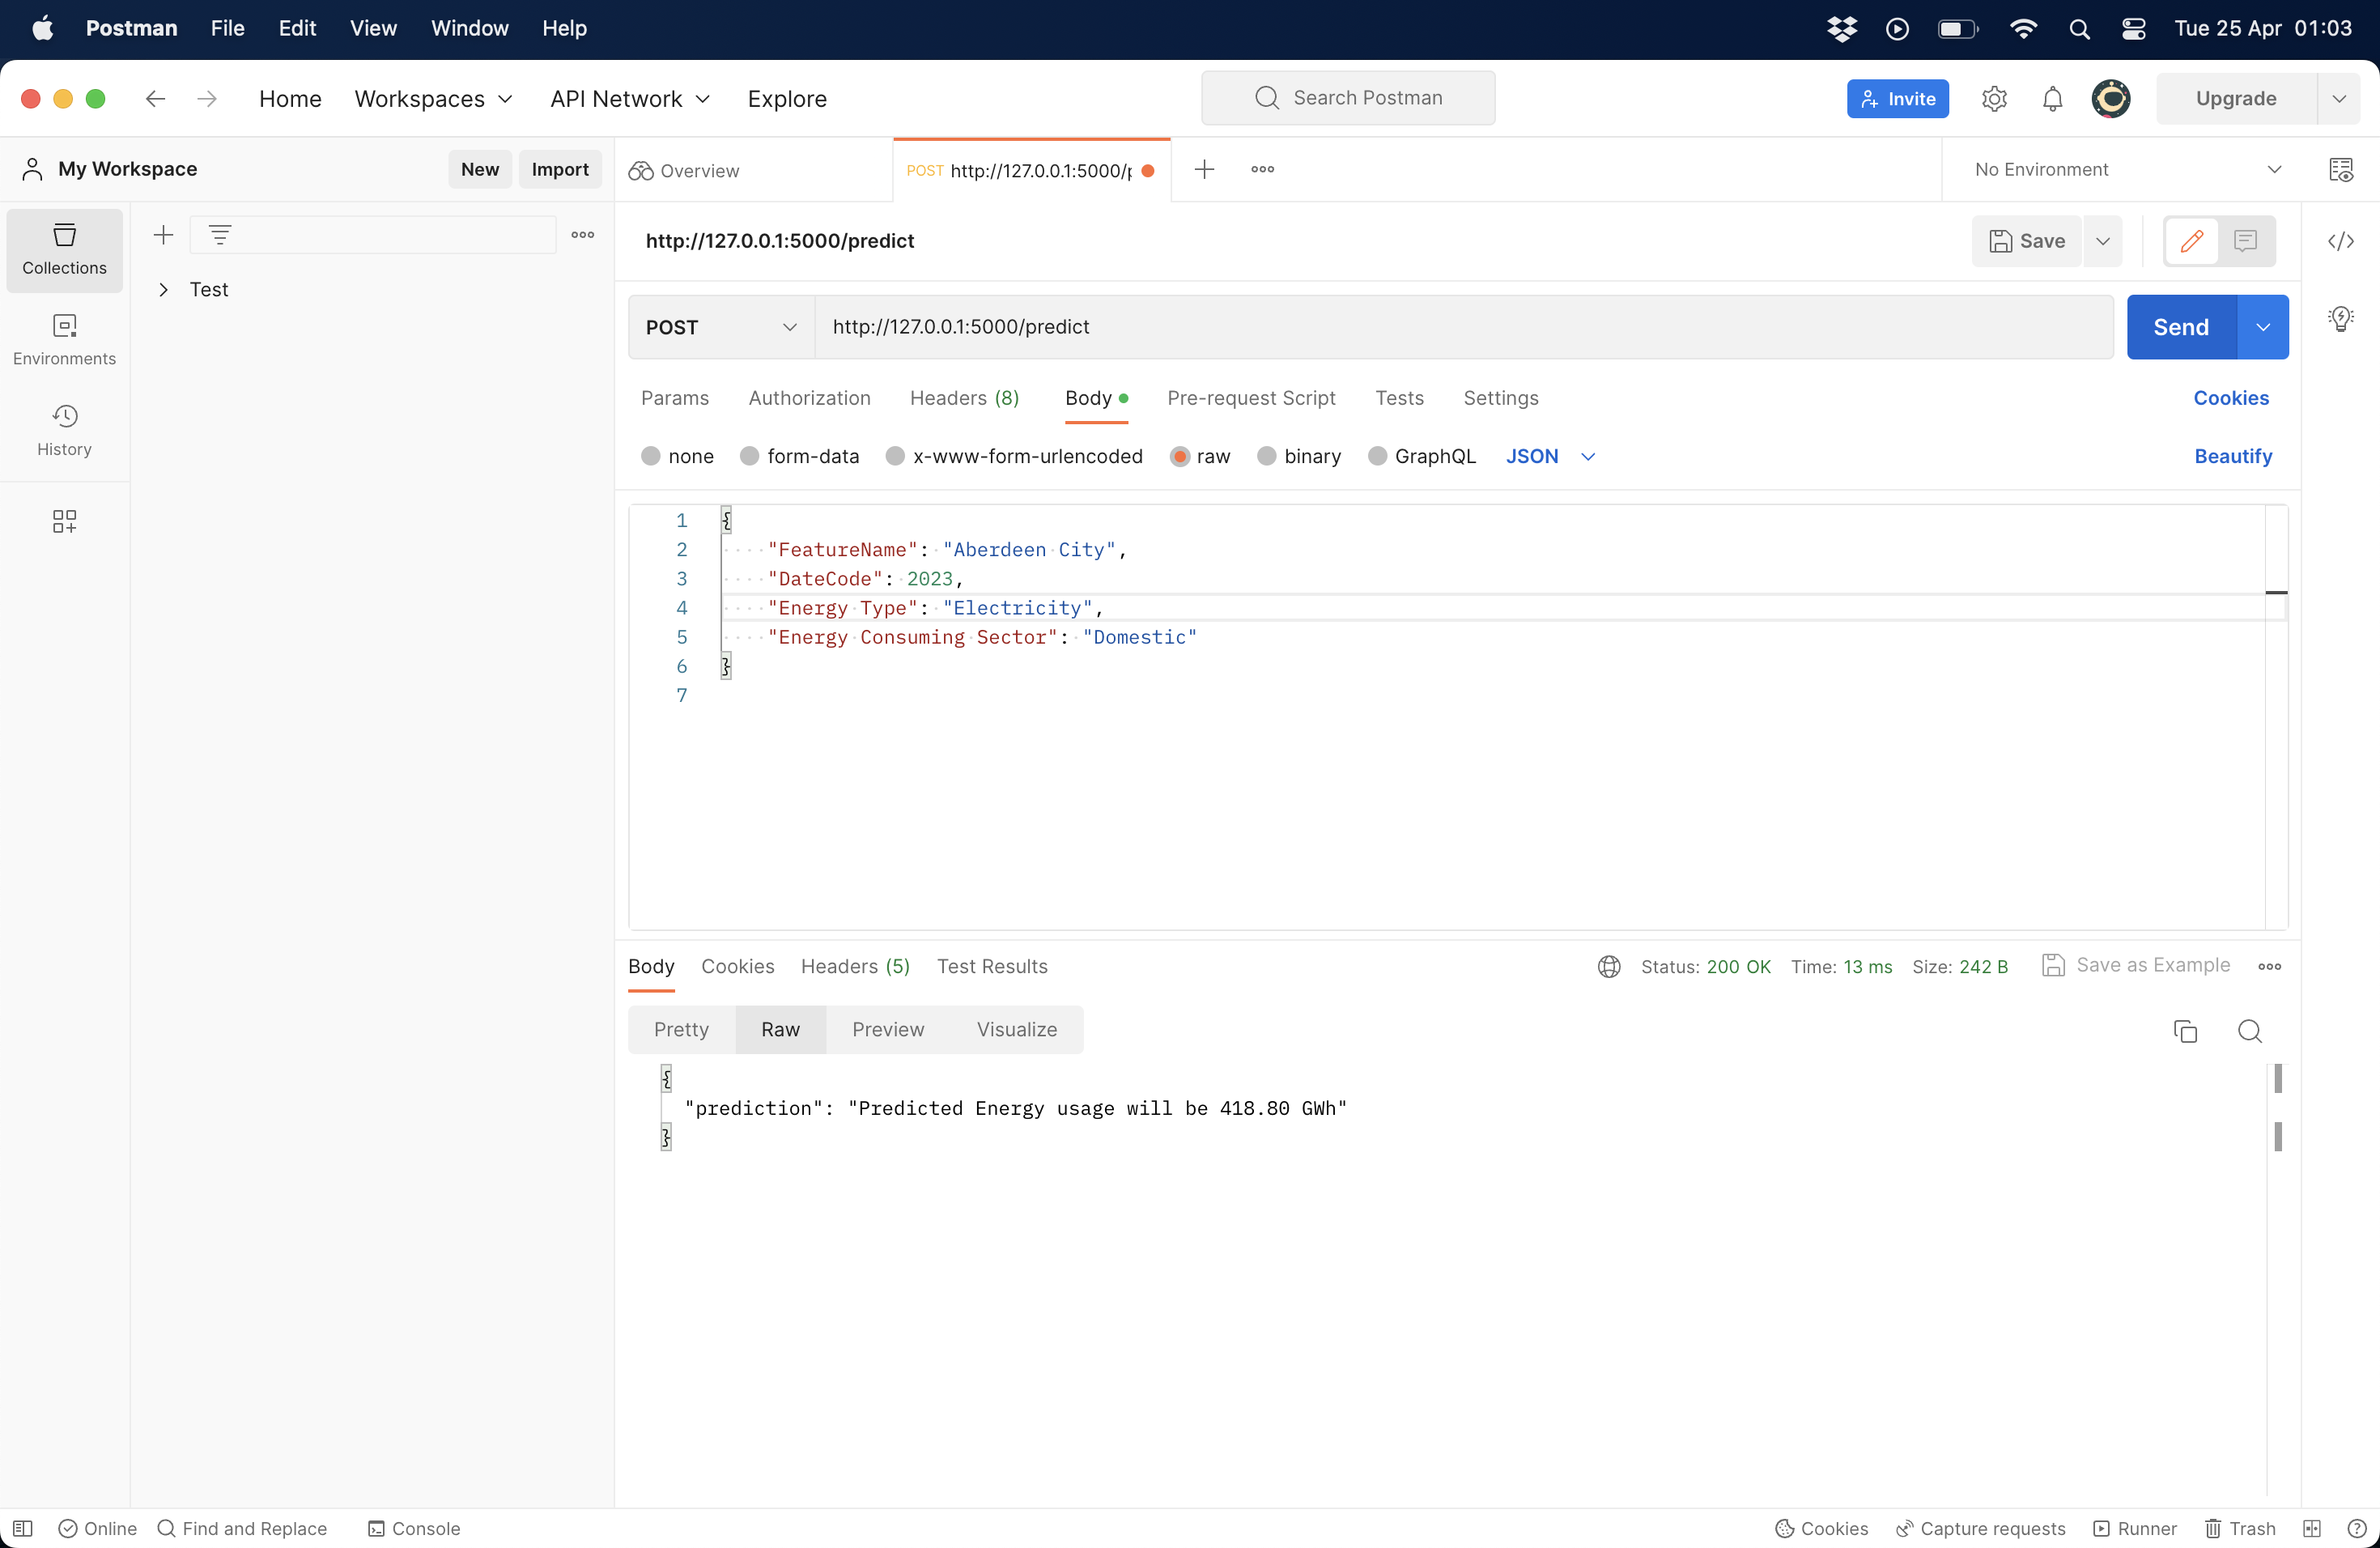 Postman File Edit View Window Help Tue 25 Apr 01:03
Home Workspaces API Network Explore Search Postman Invite Upgrade
My Workspace New Import Overview POST http://127.0.0.1:5000/ No Environment
Collections
Environments
History
Test
http://127.0.0.1:5000/predict Save
POST http://127.0.0.1:5000/predict Send
Params Authorization Headers (8) Body Pre-request Script Tests Settings Cookies
none form-data x-www-form-urlencoded raw binary GraphQL JSON Beautify
1 {
2 "FeatureName": "Aberdeen City",
3 "DateCode": 2023,
4 "Energy Type": "Electricity",
5 "Energy Consuming Sector": "Domestic"
6 }
7
Body Cookies Headers (5) Test Results Status: 200 OK Time: 13 ms Size: 242 B Save as Example
Pretty Raw Preview Visualize
{
"prediction": "Predicted Energy usage will be 418.80 GWh"
}
Online Find and Replace Console Cookies Capture requests Runner Trash